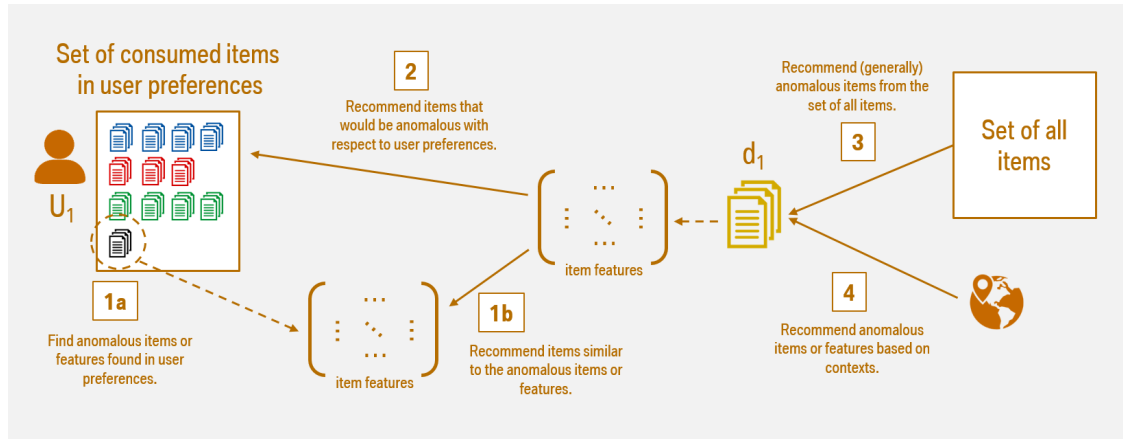 Set of consumed items
in user preferences
U1
1a
Find anomalous items or
features found in user
preferences.
2
Recommend items that
would be anomalous with
respect to user preferences.
item features
1b
Recommend items similar
to the anomalous items or
features.
item features
d1
Recommend (generally)
anomalous items from the
set of all items.
3
Set of all
items
4
Recommend anomalous
items or features based on
contexts.